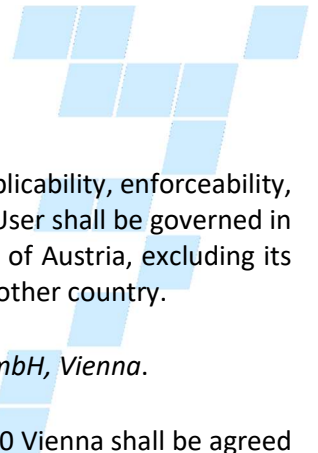 plicability, enforceability,
User shall be governed in
of Austria, excluding its
other country.
mbH, Vienna.
0 Vienna shall be agreed